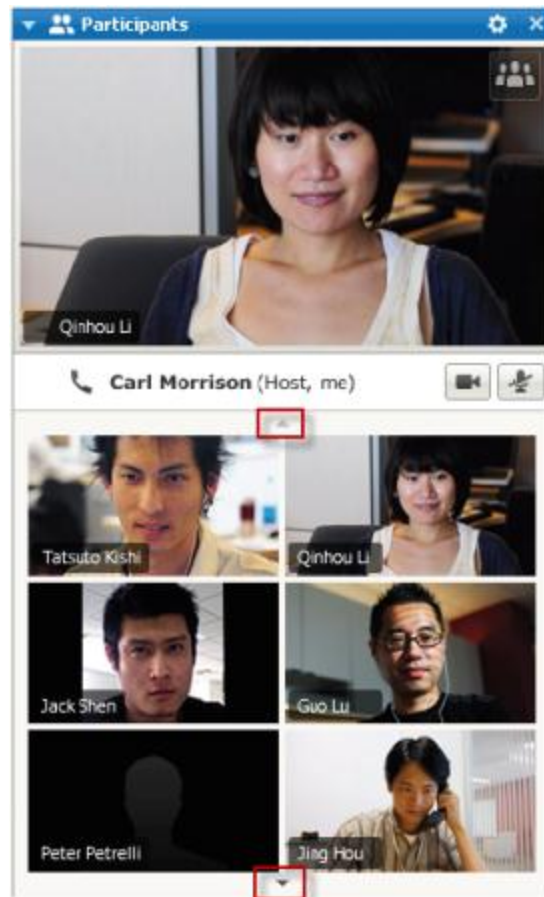 Participants
Qinhou Li
Carl Morrison (Host, me)
Tatsuto Kishi
Qinhou Li
Jack Shen
Guo Lu
Peter Petrelli
Jing Hou